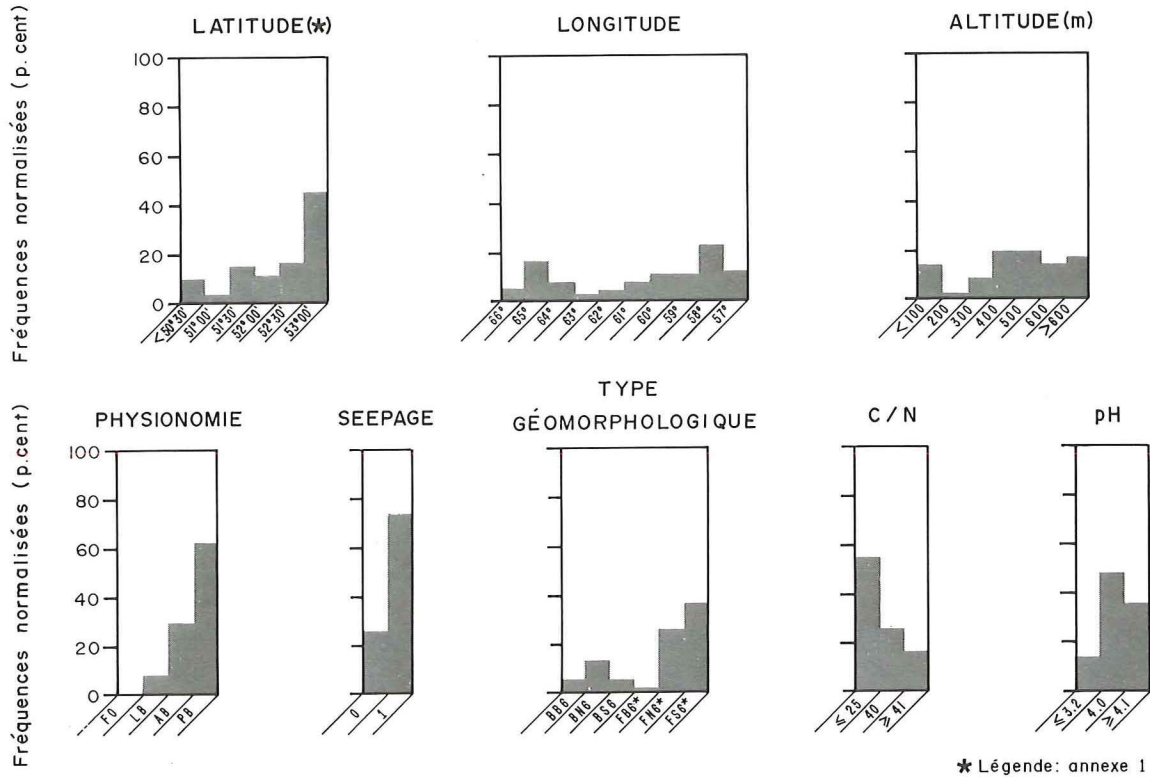 LATITUDE(*)
LONGITUDE
ALTITUDE(m)
Fréquences normalisées (p. cent)
100
80
60
40
20
0
<50°30'
51°00'
51°30'
52°00'
52°30'
53°00'
66°
65°
64°
63°
62°
61°
60°
59°
58°
57°
<100
200
300
400
500
600
>600
PHYSIONOMIE
SEEPAGE
TYPE
GÉOMORPHOLOGIQUE
C/N
pH
Fréquences normalisées (p.cent)
100
80
60
40
20
0
FO
LB
AB
PB
0
1
BB6
BN6
BS6
FB6*
FN6*
FS6*
≤25
40
≥41
≤3.2
4.0
≥4.1
* Légende: annexe 1